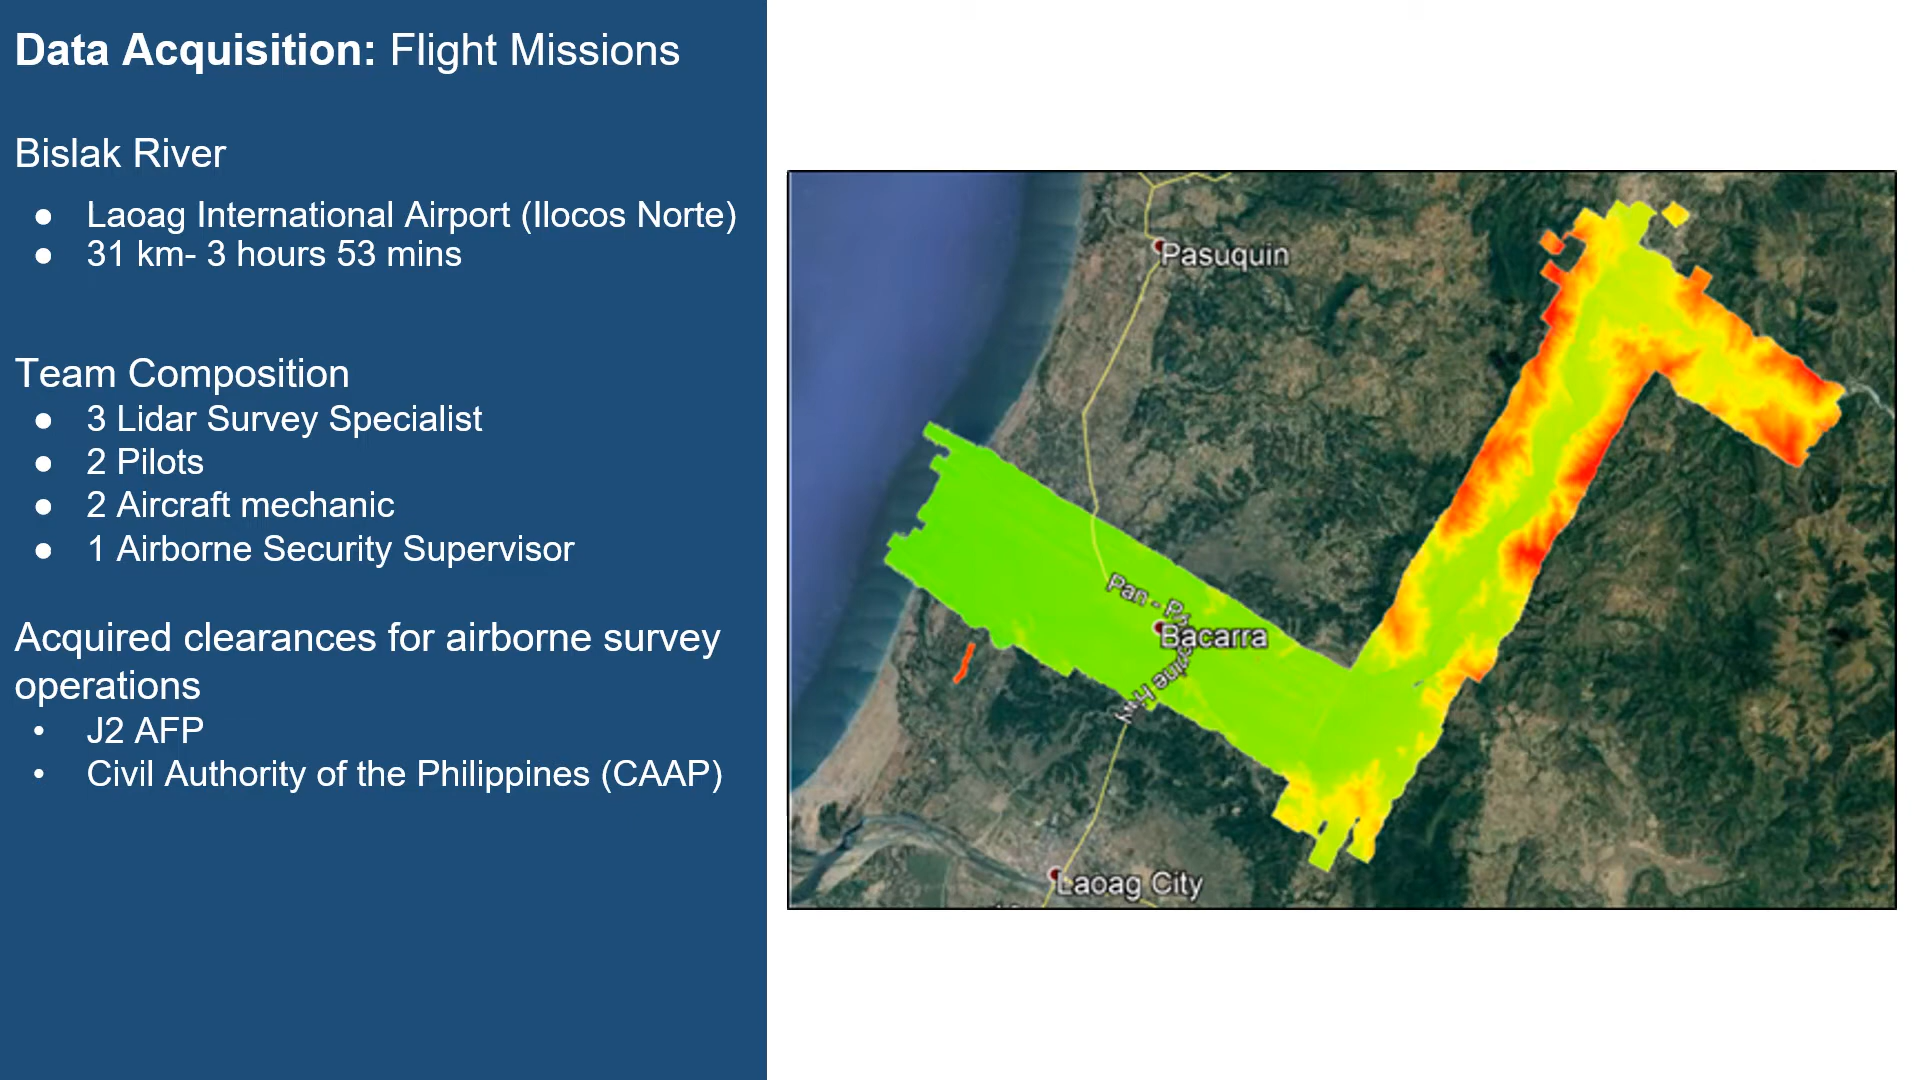 Data Acquisition: Flight Missions
Bislak River
● Laoag International Airport (Ilocos Norte)
● 31 km- 3 hours 53 mins
Team Composition
● 3 Lidar Survey Specialist
● 2 Pilots
● 2 Aircraft mechanic
● 1 Airborne Security Supervisor
Acquired clearances for airborne survey
operations
• J2 AFP
• Civil Authority of the Philippines (CAAP)
Pasuquin
Pan - 
Bacarra
Hwy
Laoag City